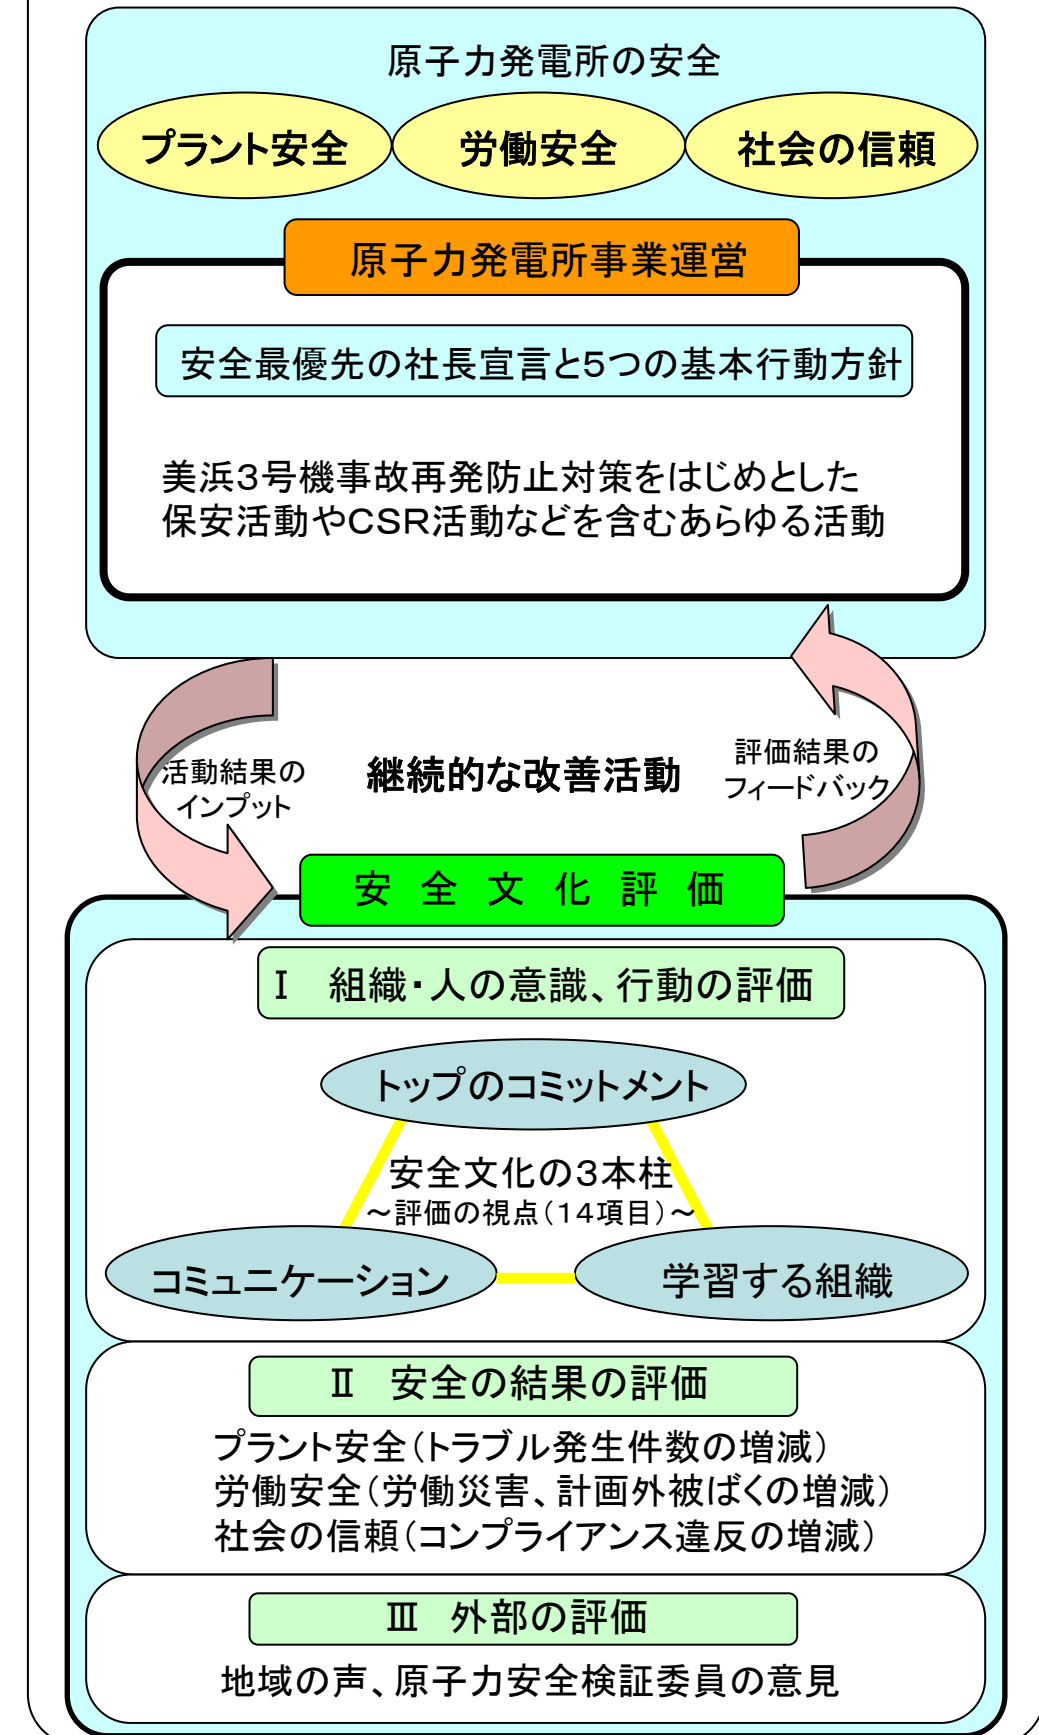 原子力発電所の安全
プラント安全
労働安全
社会の信頼
原子力発電所事業運営
安全最優先の社長宣言と5つの基本行動方針
美浜3号機事故再発防止対策をはじめとした
保安活動やCSR活動などを含むあらゆる活動
活動結果の
インプット
継続的な改善活動
評価結果の
フィードバック
安 全 文 化 評 価
Ⅰ 組織・人の意識、行動の評価
トップのコミットメント
安全文化の3本柱
~評価の視点(14項目)~
コミュニケーション
学習する組織
Ⅱ 安全の結果の評価
プラント安全(トラブル発生件数の増減)
労働安全(労働災害、計画外被ばくの増減)
社会の信頼(コンプライアンス違反の増減)
Ⅲ 外部の評価
地域の声、原子力安全検証委員の意見